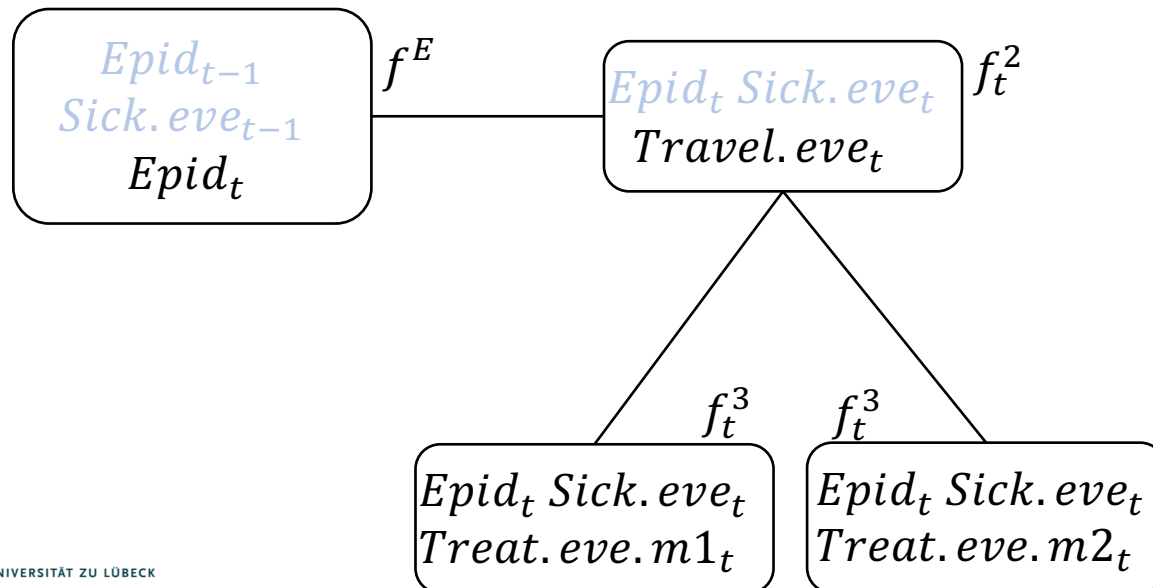 Epid_{t-1}
Sick.eve_{t-1}
Epid_t
f^E
Epid_t Sick.eve_t
Travel.eve_t
f_t^2
f_t^3
Epid_t Sick.eve_t
Treat.eve.m1_t
f_t^3
Epid_t Sick.eve_t
Treat.eve.m2_t
NIVERSITÄT ZU LÜBECK